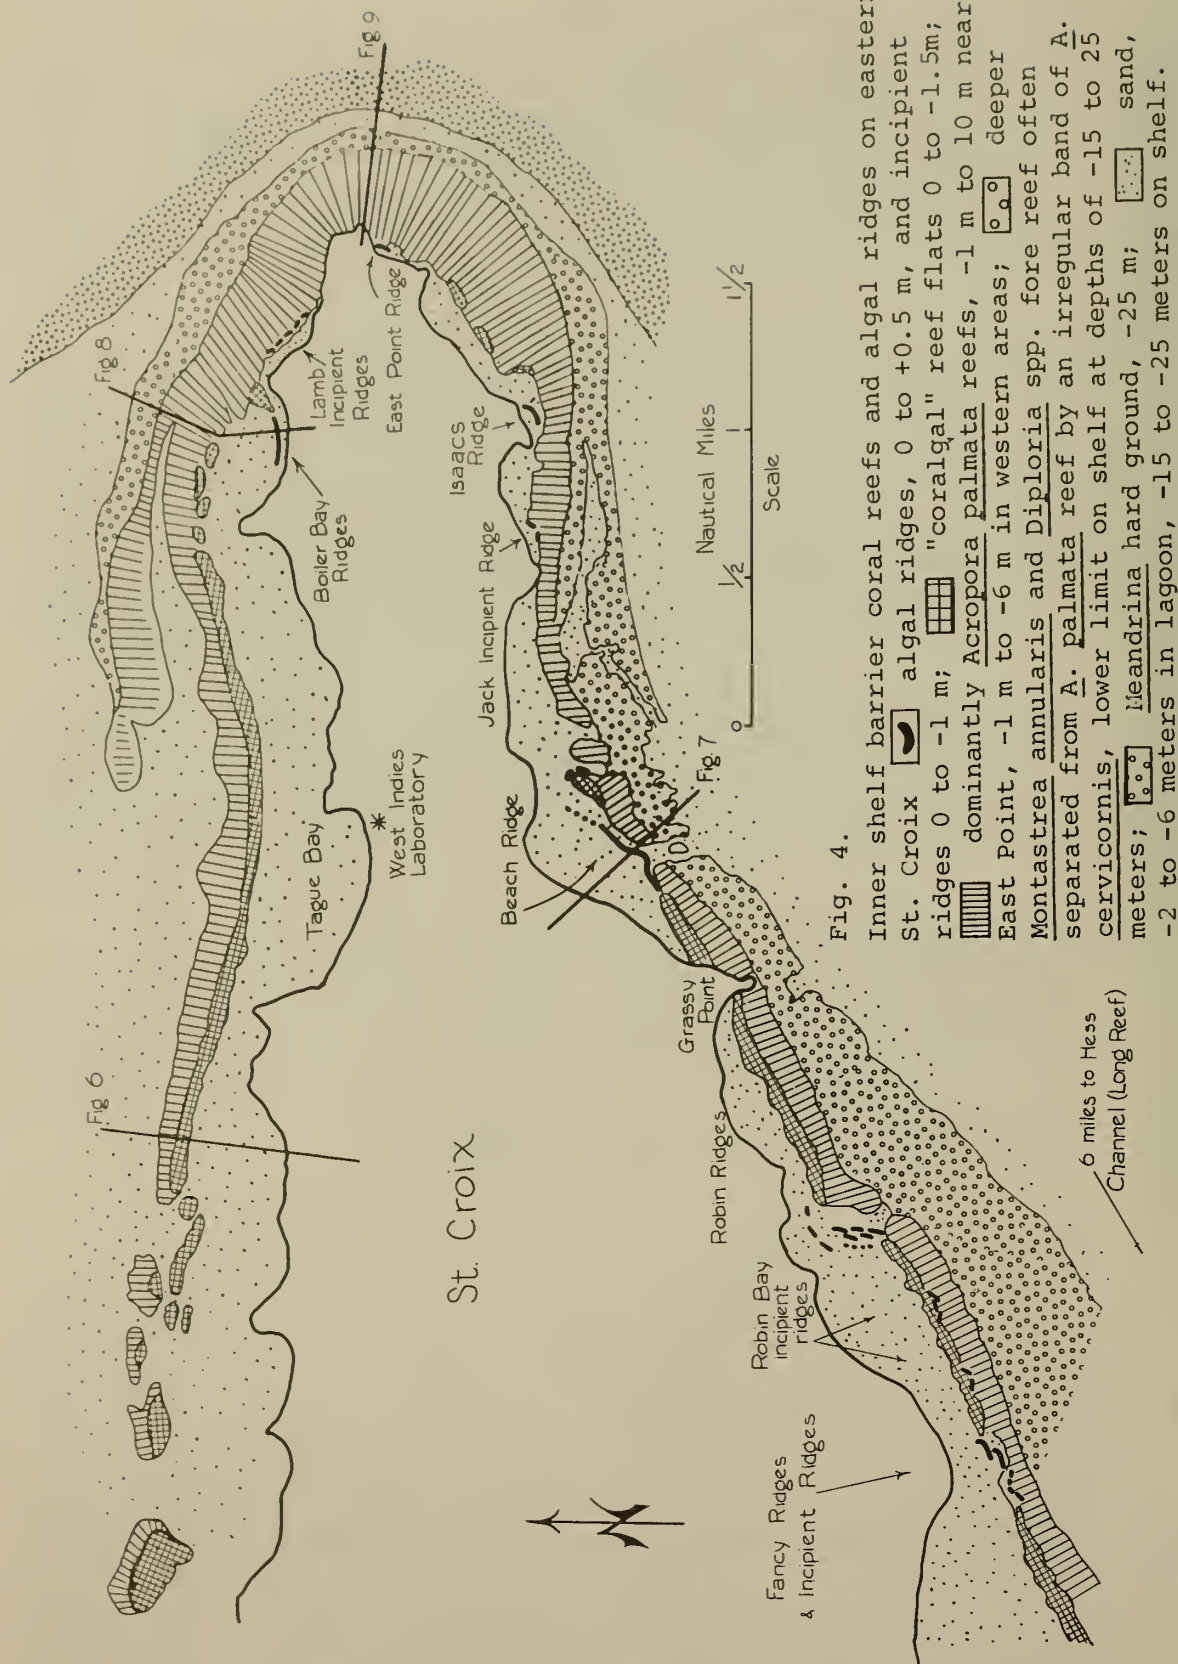 Fig 6
Fig 8
Fig 9
Tague Bay
Boiler Bay
Ridges
Lamb
Incipient
Ridges
East Point Ridge
✳ West Indies
Laboratory
St. Croix
Isaacs
Ridge
Jack Incipient Ridge
Beach Ridge
Fig. 7
Grassy
Point
Robin Ridges
Robin Bay
incipient
ridges
Fancy Ridges
& Incipient Ridges
N
0 1/2 1 1 1/2
Nautical Miles
Scale
6 miles to Hess
Channel (Long Reef)
Fig. 4.
Inner shelf barrier coral reefs and algal ridges on eastern
St. Croix algal ridges, 0 to +0.5 m, and incipient
ridges 0 to -1 m; "coralgal" reef flats 0 to -1.5m;
dominantly Acropora palmata reefs, -1 m to 10 m near
East Point, -1 m to -6 m in western areas; deeper
Montastrea annularis and Diploria spp. fore reef often
separated from A. palmata reef by an irregular band of A.
cervicornis, lower limit on shelf at depths of -15 to 25
meters; Meandrina hard ground, -25 m; sand,
-2 to -6 meters in lagoon, -15 to -25 meters on shelf.